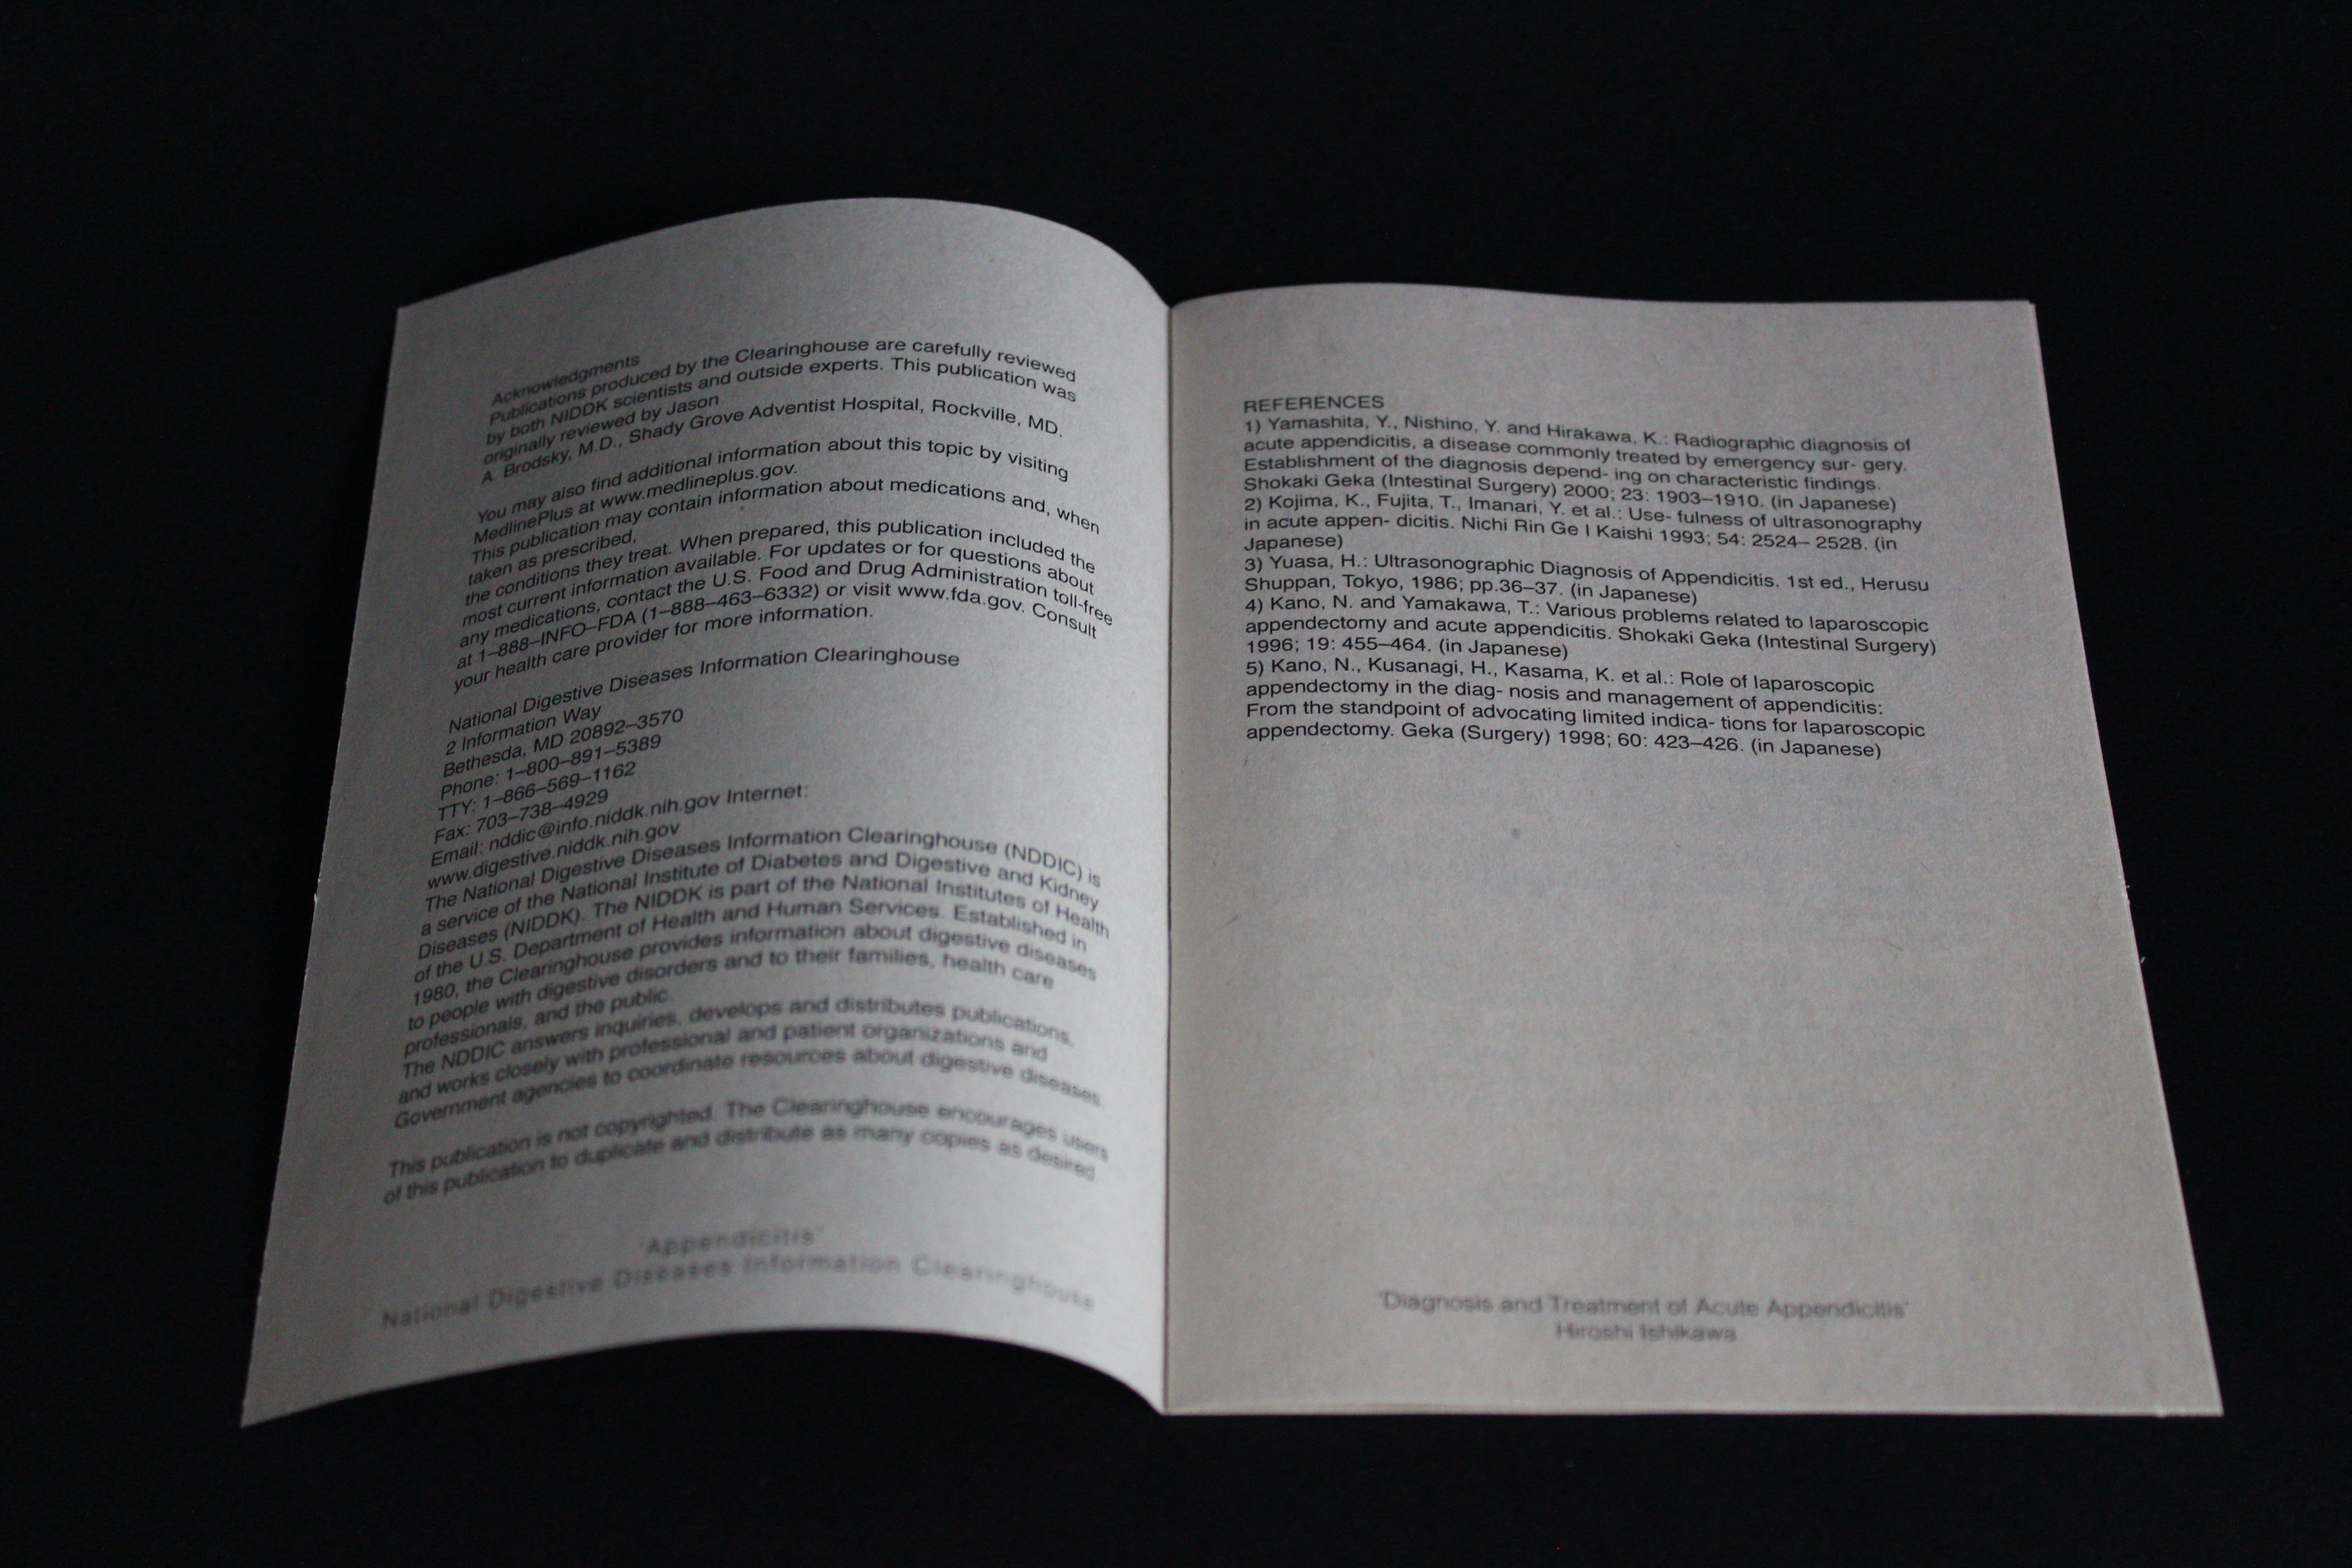 Acknowledgments
Publications produced by the Clearinghouse are carefully reviewed
by both NIDDK scientists and outside experts. This publication was
originally reviewed by Jason
A. Brodsky, M.D., Shady Grove Adventist Hospital, Rockville, MD.
You may also find additional information about this topic by visiting
MedlinePlus at www.medlineplus.gov.
This publication may contain information about medications and, when
taken as prescribed,
the conditions they treat. When prepared, this publication included the
most current information available. For updates or for questions about
any medications, contact the U.S. Food and Drug Administration toll-free
at 1–888–INFO–FDA (1–888–463–6332) or visit www.fda.gov. Consult
your health care provider for more information.
National Digestive Diseases Information Clearinghouse
2 Information Way
Bethesda, MD 20892–3570
Phone: 1–800–891–5389
TTY: 1–866–569–1162
Fax: 703–738–4929
Email: nddic@info.niddk.nih.gov Internet:
www.digestive.niddk.nih.gov
The National Digestive Diseases Information Clearinghouse (NDDIC) is
a service of the National Institute of Diabetes and Digestive and Kidney
Diseases (NIDDK). The NIDDK is part of the National Institutes of Health
of the U.S. Department of Health and Human Services. Established in
1980, the Clearinghouse provides information about digestive diseases
to people with digestive disorders and to their families, health care
professionals, and the public.
The NDDIC answers inquiries, develops and distributes publications,
and works closely with professional and patient organizations and
Government agencies to coordinate resources about digestive diseases.
This publication is not copyrighted. The Clearinghouse encourages users
of this publication to duplicate and distribute as many copies as desired.
'Appendicitis'
National Digestive Diseases Information Clearinghouse
REFERENCES
1) Yamashita, Y., Nishino, Y. and Hirakawa, K.: Radiographic diagnosis of
acute appendicitis, a disease commonly treated by emergency sur- gery.
Establishment of the diagnosis depend- ing on characteristic findings.
Shokaki Geka (Intestinal Surgery) 2000; 23: 1903–1910. (in Japanese)
2) Kojima, K., Fujita, T., Imanari, Y. et al.: Use- fulness of ultrasonography
in acute appen- dicitis. Nichi Rin Ge I Kaishi 1993; 54: 2524– 2528. (in
Japanese)
3) Yuasa, H.: Ultrasonographic Diagnosis of Appendicitis. 1st ed., Herusu
Shuppan, Tokyo, 1986; pp.36–37. (in Japanese)
4) Kano, N. and Yamakawa, T.: Various problems related to laparoscopic
appendectomy and acute appendicitis. Shokaki Geka (Intestinal Surgery)
1996; 19: 455–464. (in Japanese)
5) Kano, N., Kusanagi, H., Kasama, K. et al.: Role of laparoscopic
appendectomy in the diag- nosis and management of appendicitis:
From the standpoint of advocating limited indica- tions for laparoscopic
appendectomy. Geka (Surgery) 1998; 60: 423–426. (in Japanese)
'Diagnosis and Treatment of Acute Appendicitis'
Hiroshi Ishikawa